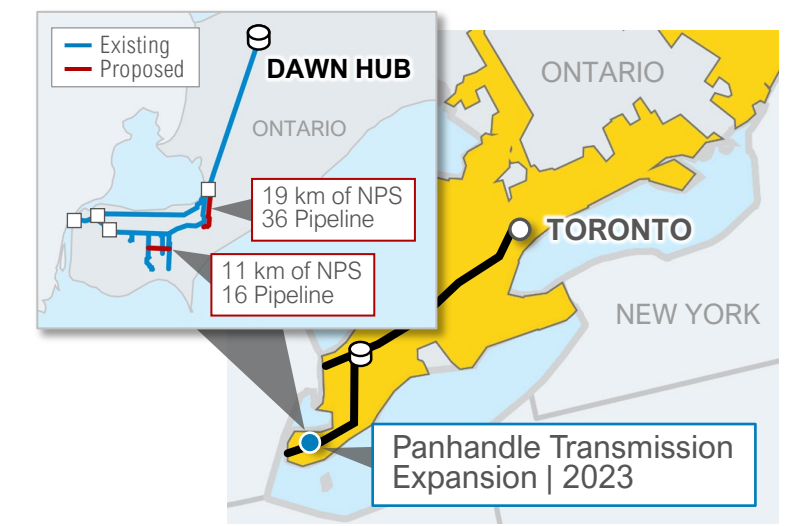 Existing
Proposed
DAWN HUB
ONTARIO
19 km of NPS
36 Pipeline
11 km of NPS
16 Pipeline
ONTARIO
TORONTO
NEW YORK
Panhandle Transmission
Expansion | 2023